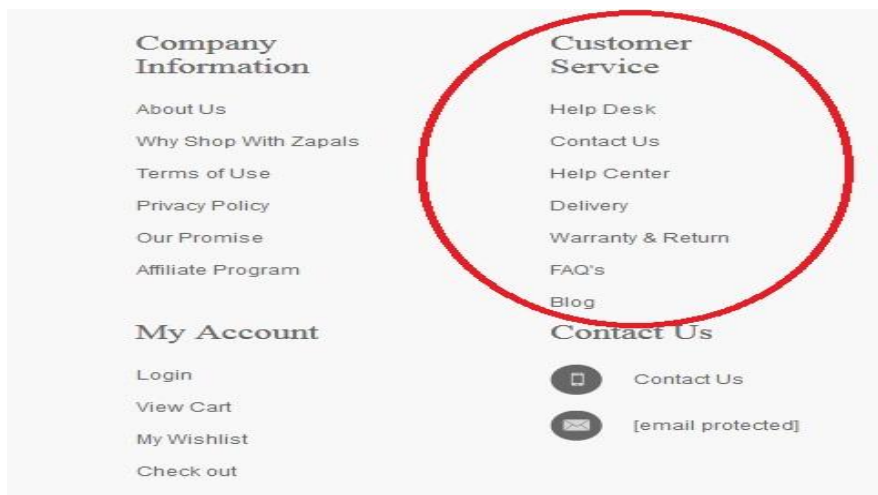 Company
Information
About Us
Why Shop With Zapals
Terms of Use
Privacy Policy
Our Promise
Affiliate Program
Customer
Service
Help Desk
Contact Us
Help Center
Delivery
Warranty & Return
FAQ's
Blog
My Account
Login
View Cart
My Wishlist
Check out
Contact Us
Contact Us
[email protected]